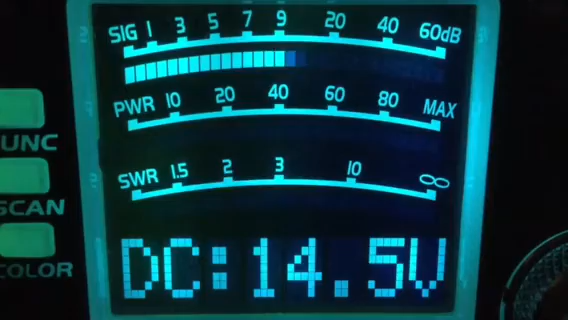 SIG 1 3 5 7 9 20 40 60dB
PWR 10 20 40 60 80 MAX
SWR 1.5 2 3 10 ∞
DC:14.5V
UNC
SCAN
COLOR